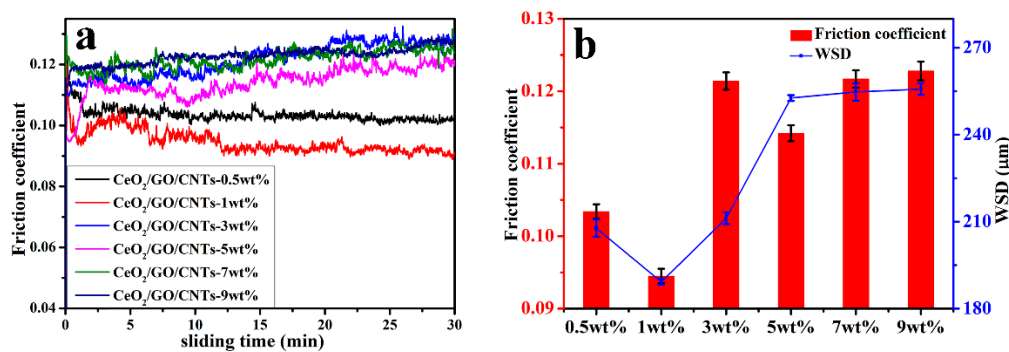 a
Friction coefficient
0.12
0.10
0.08
0.06
0.04
CeO₂/GO/CNTs-0.5wt%
CeO₂/GO/CNTs-1wt%
CeO₂/GO/CNTs-3wt%
CeO₂/GO/CNTs-5wt%
CeO₂/GO/CNTs-7wt%
CeO₂/GO/CNTs-9wt%
0 5 10 15 20 25 30
sliding time (min)
b
Friction coefficient
WSD
Friction coefficient
0.13
0.12
0.11
0.10
0.09
0.5wt% 1wt% 3wt% 5wt% 7wt% 9wt%
270
240
210
180
WSD (μm)